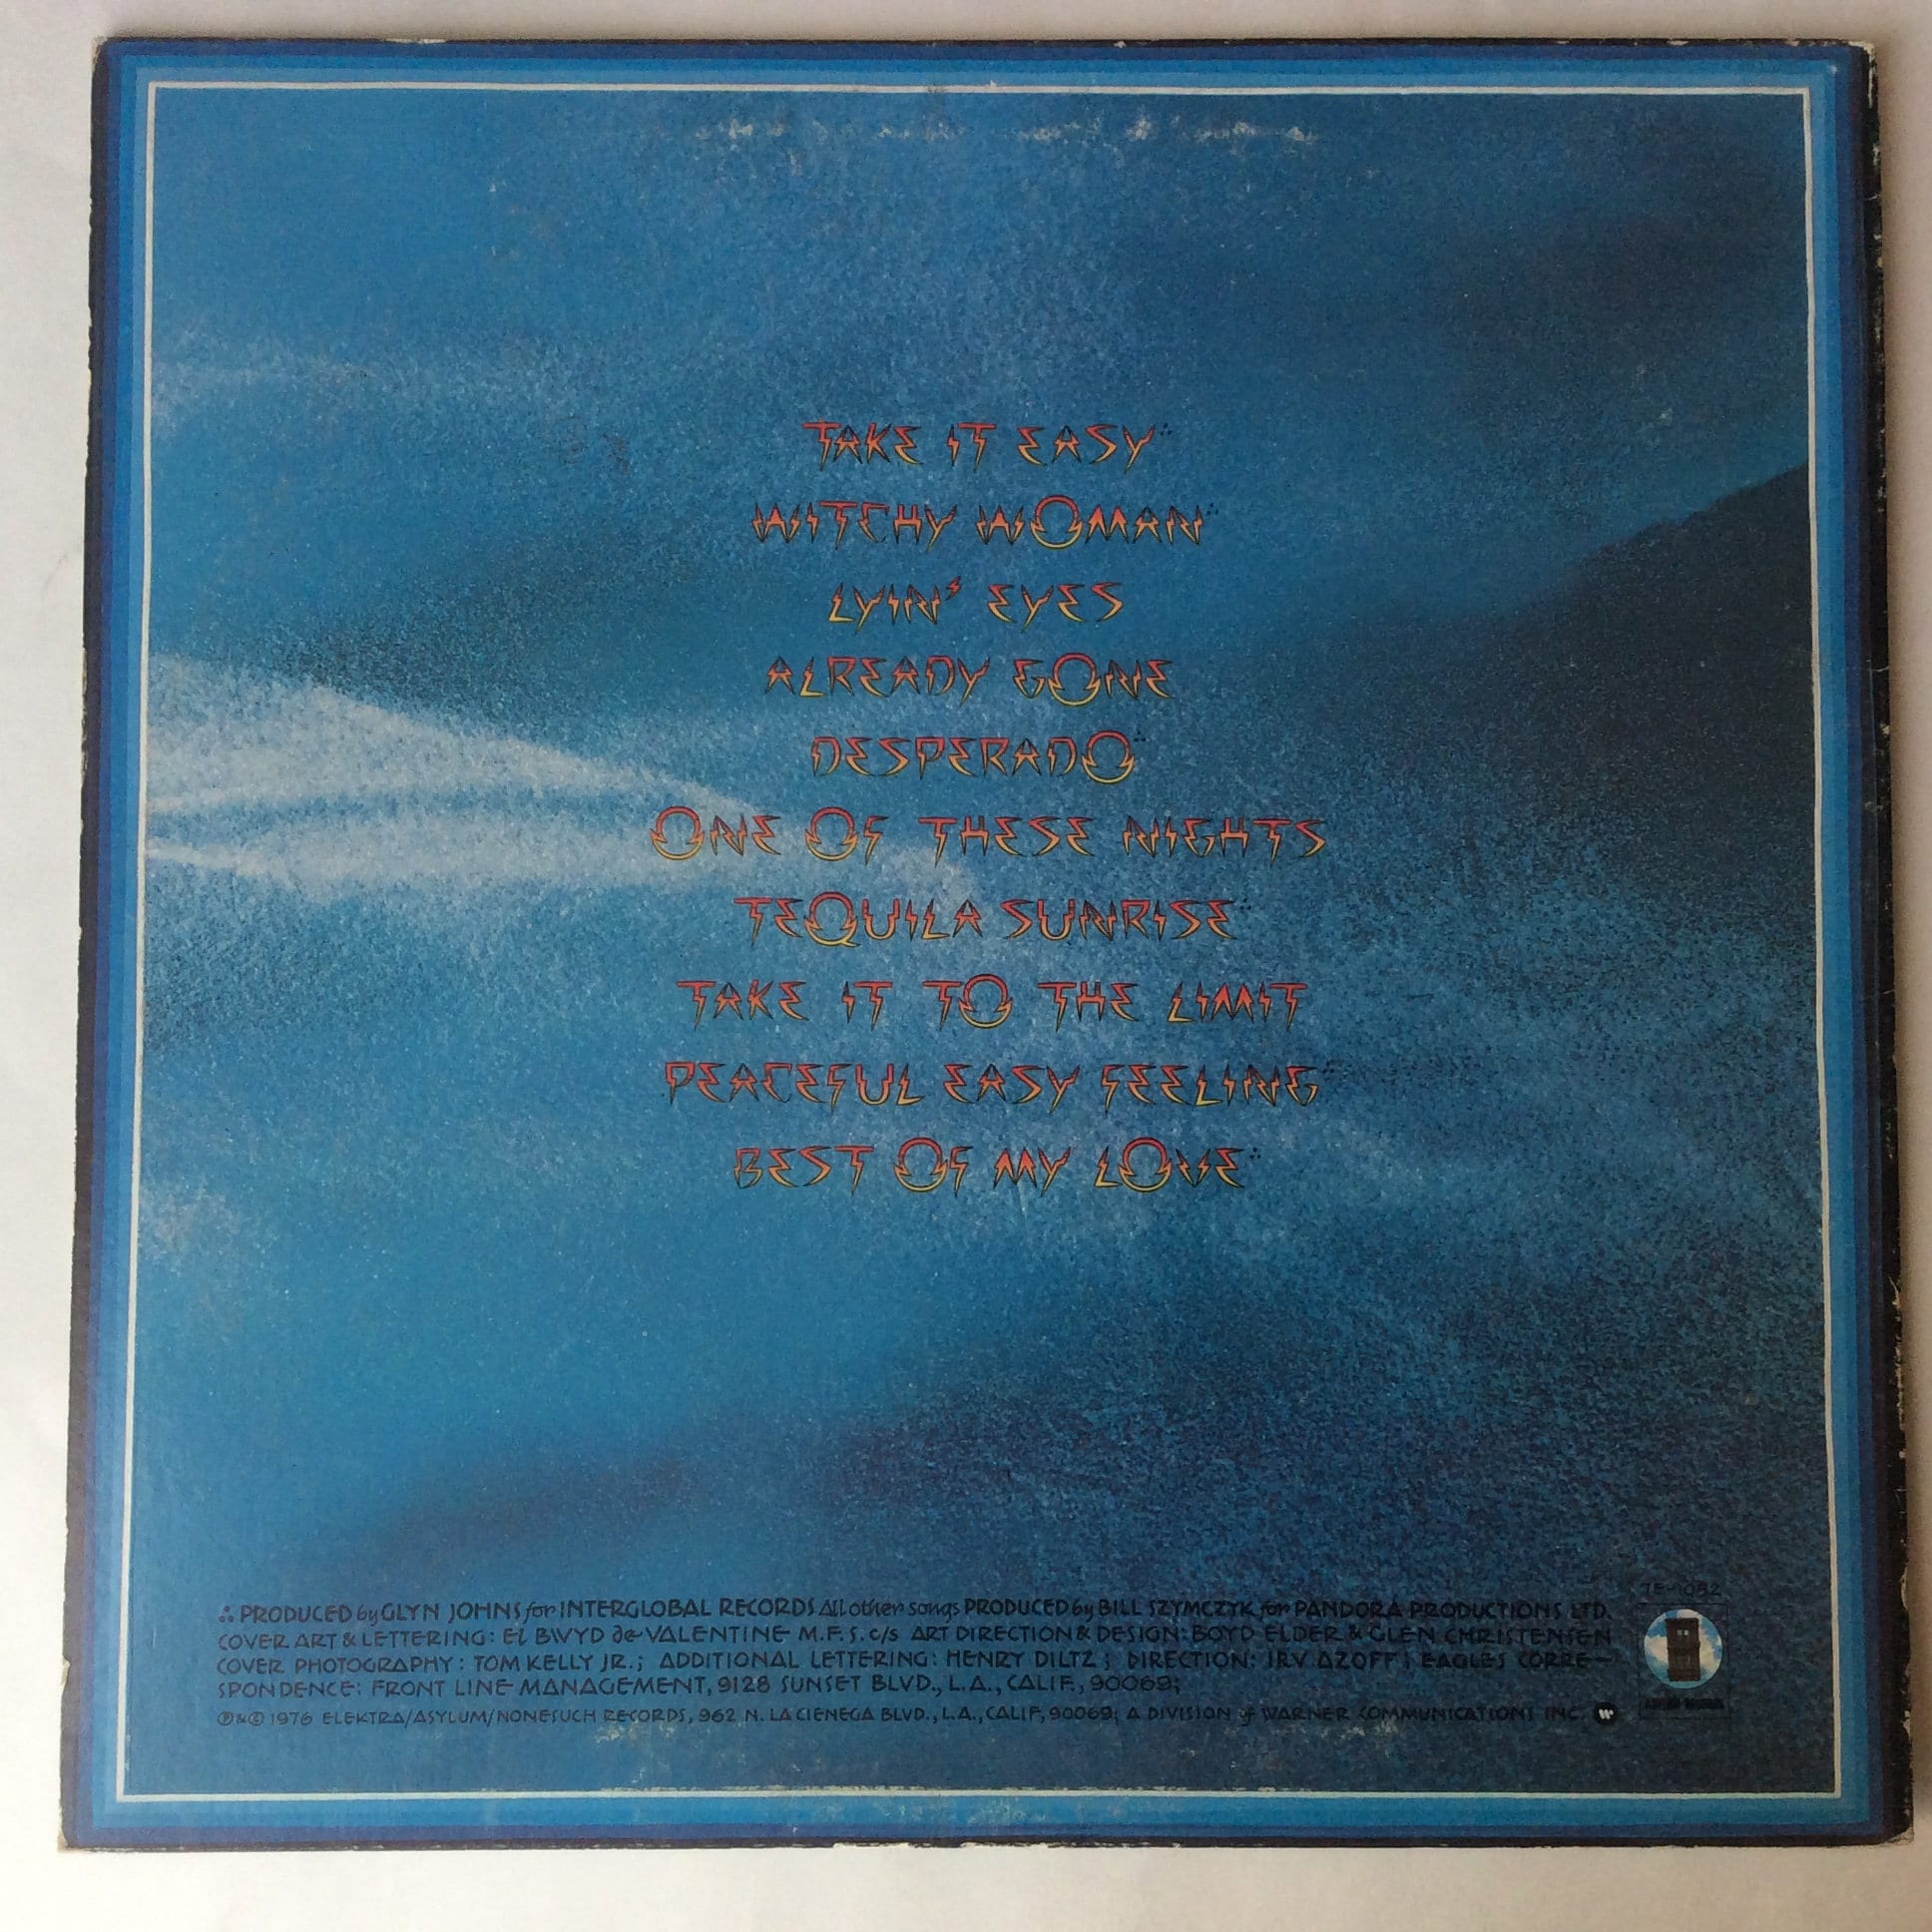 TAKE IT EASY∴
WITCHY WOMAN∴
LYIN' EYES
ALREADY GONE
DESPERADO∴
ONE OF THESE NIGHTS
TEQUILA SUNRISE∴
TAKE IT TO THE LIMIT
PEACEFUL EASY FEELING∴
BEST OF MY LOVE∴
7E-1052
∴ PRODUCED by GLYN JOHNS for INTERGLOBAL RECORDS All other songs PRODUCED by BILL SZYMCZYK for PANDORA PRODUCTIONS LTD.
COVER ART & LETTERING: El BWYD de VALENTINE M.F.S. c/s ART DIRECTION & DESIGN: BOYD ELDER & GLEN CHRISTENSEN
COVER PHOTOGRAPHY: TOM KELLY JR.; ADDITIONAL LETTERING: HENRY DILTZ; DIRECTION: IRV AZOFF; EAGLES CORRE-
SPONDENCE: FRONT LINE MANAGEMENT, 9128 SUNSET BLVD., L.A., CALIF., 90069;
℗&© 1976 ELEKTRA/ASYLUM/NONESUCH RECORDS, 962 N. LA CIENEGA BLVD., L.A., CALIF, 90069; A DIVISION of WARNER COMMUNICATIONS INC.